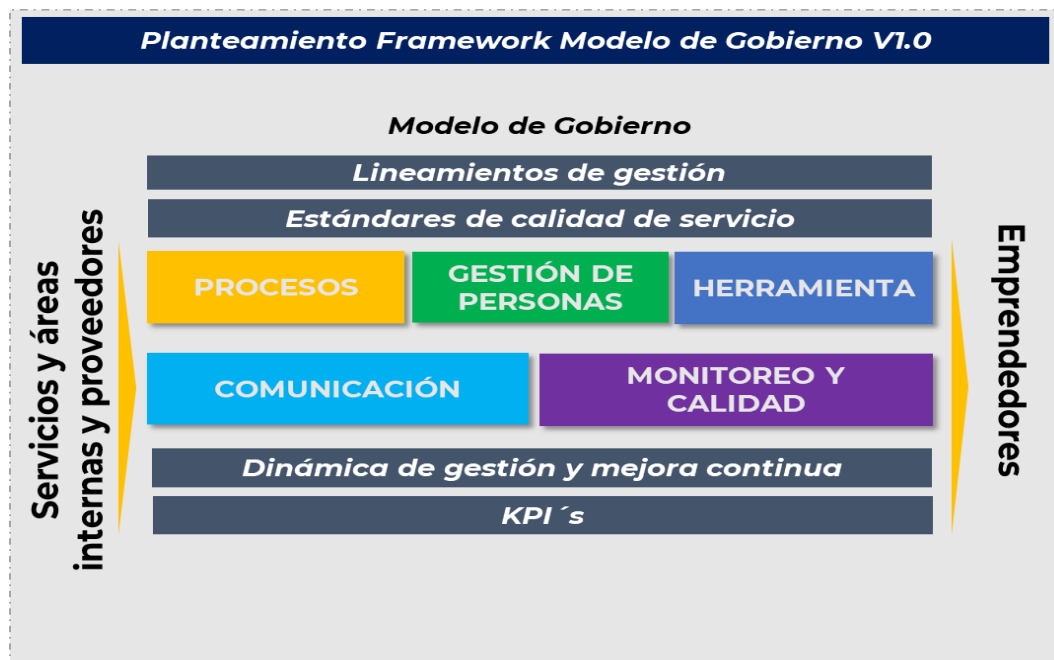 Planteamiento Framework Modelo de Gobierno V1.0
Modelo de Gobierno
Lineamientos de gestión
Estándares de calidad de servicio
Servicios y áreas
internas y proveedores
PROCESOS
GESTIÓN DE
PERSONAS
HERRAMIENTA
COMUNICACIÓN
MONITOREO Y
CALIDAD
Emprendedores
Dinámica de gestión y mejora continua
KPI ´s